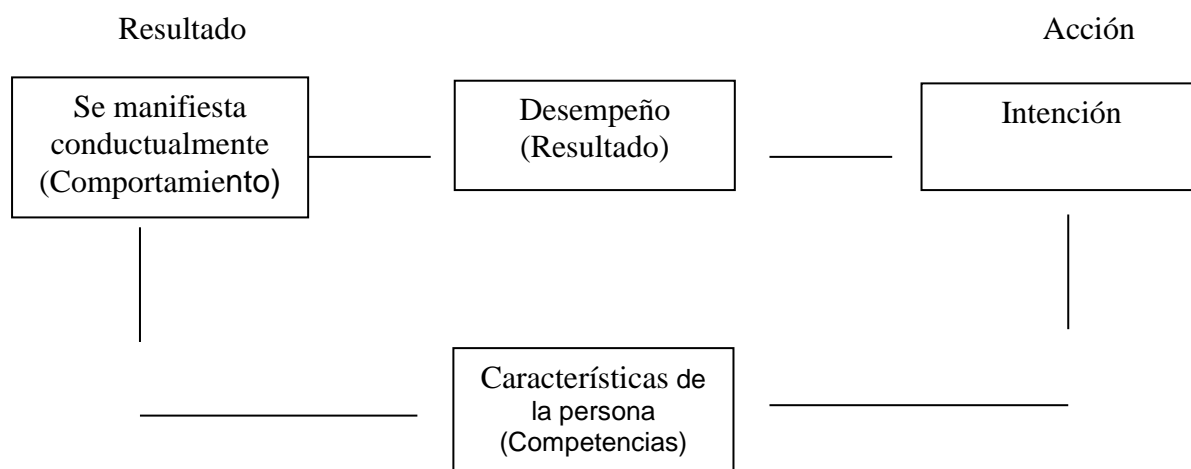 Resultado
Acción
Se manifiesta
conductualmente
(Comportamiento)
Desempeño
(Resultado)
Intención
Características de
la persona
(Competencias)